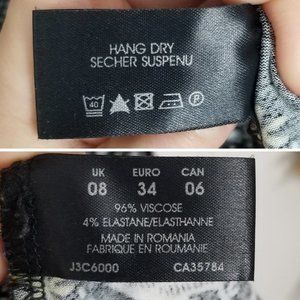 HANG DRY
SECHER SUSPENU
40 P
UK EURO CAN
08 34 06
96% VISCOSE
4% ELASTANE/ELASTHANNE
MADE IN ROMANIA
FABRIQUE EN ROUMANIE
J3C6000 CA35784